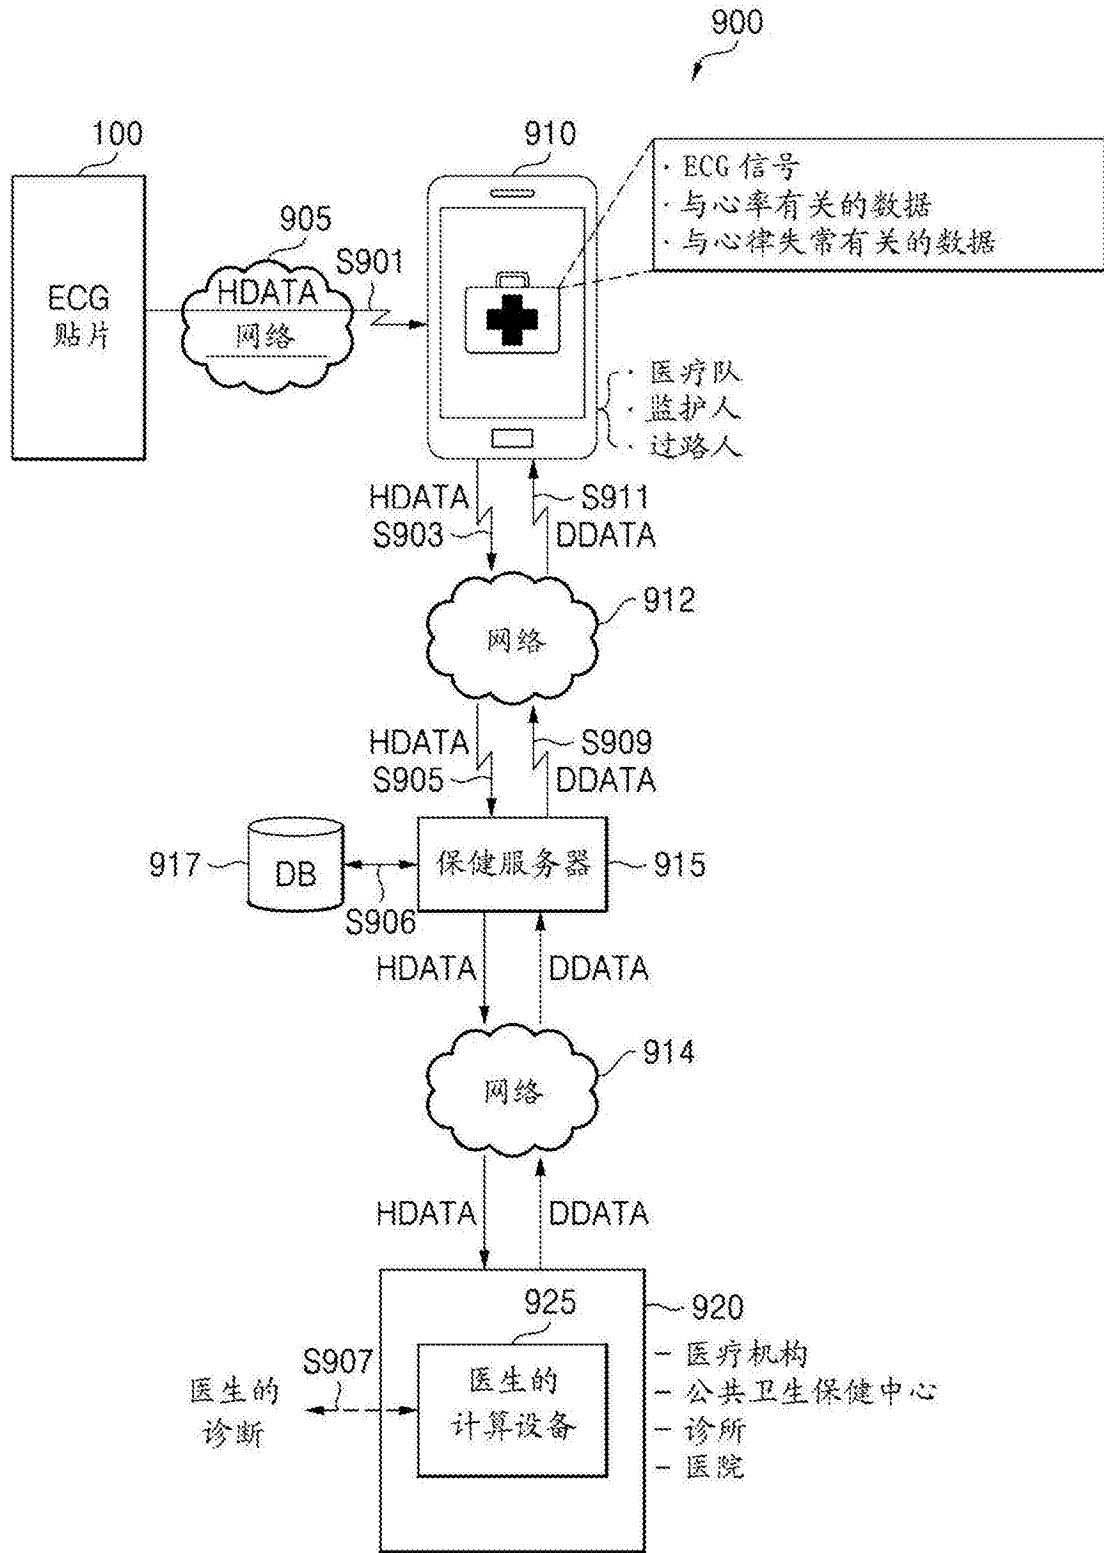 900
100
910
· ECG 信号
· 与心率有关的数据
· 与心律失常有关的数据
905
S901
HDATA
ECG
贴片
网络
· 医疗队
· 监护人
· 过路人
HDATA
S911
S903
DDATA
912
网络
HDATA
S909
S905
DDATA
917
DB
保健服务器
915
S906
HDATA
DDATA
914
网络
HDATA
DDATA
925
920
S907
医生的
诊断
医生的
计算设备
– 医疗机构
– 公共卫生保健中心
– 诊所
– 医院